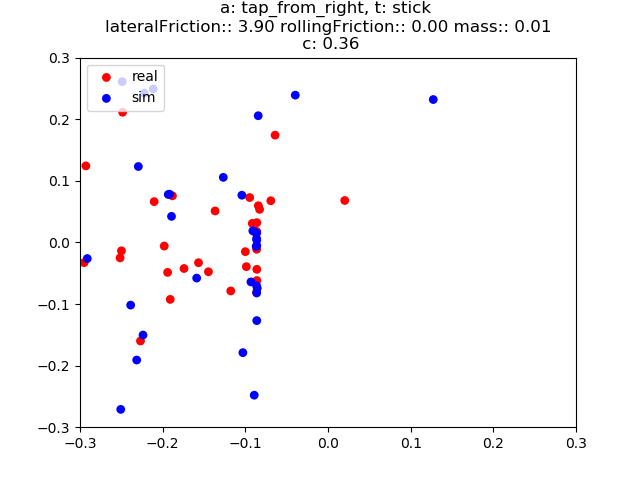 a: tap_from_right, t: stick
lateralFriction:: 3.90 rollingFriction:: 0.00 mass:: 0.01
c: 0.36
real
sim
0.3
0.2
0.1
0.0
−0.1
−0.2
−0.3
−0.3 −0.2 −0.1 0.0 0.1 0.2 0.3